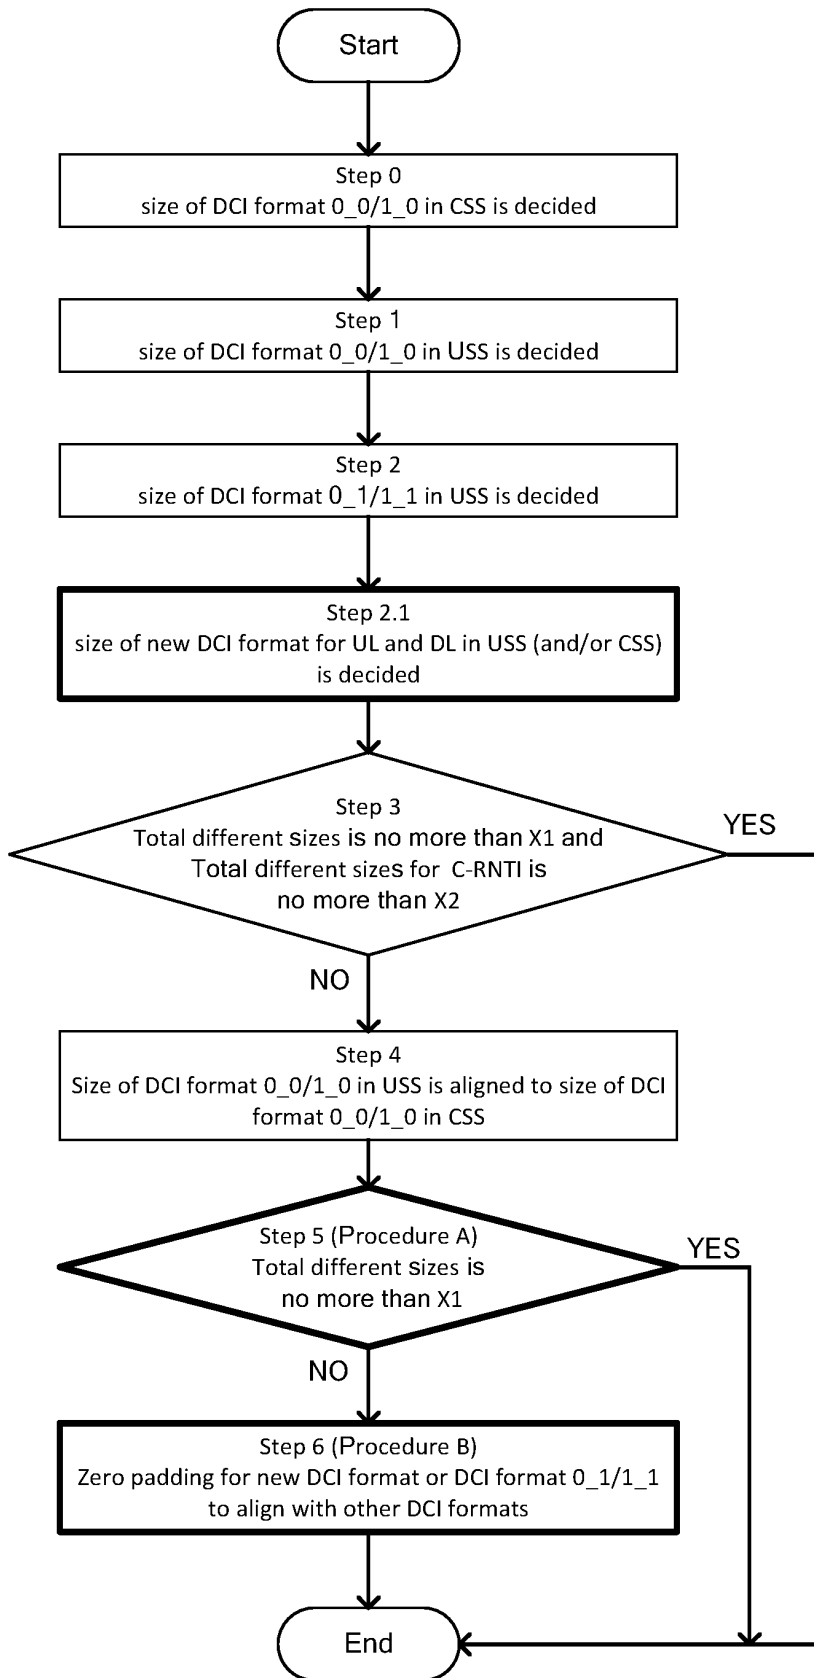 Start
Step 0
size of DCI format 0_0/1_0 in CSS is decided
Step 1
size of DCI format 0_0/1_0 in USS is decided
Step 2
size of DCI format 0_1/1_1 in USS is decided
Step 2.1
size of new DCI format for UL and DL in USS (and/or CSS)
is decided
Step 3
Total different sizes is no more than X1 and
Total different sizes for C-RNTI is
no more than X2
YES
NO
Step 4
Size of DCI format 0_0/1_0 in USS is aligned to size of DCI
format 0_0/1_0 in CSS
Step 5 (Procedure A)
Total different sizes is
no more than X1
YES
NO
Step 6 (Procedure B)
Zero padding for new DCI format or DCI format 0_1/1_1
to align with other DCI formats
End